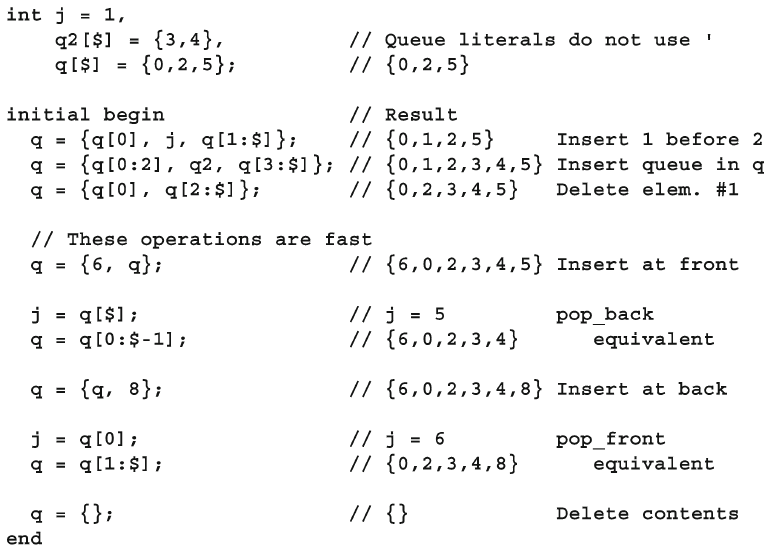 int j = 1,
    q2[$] = {3,4},          // Queue literals do not use '
    q[$] = {0,2,5};         // {0,2,5}

initial begin               // Result
  q = {q[0], j, q[1:$]};    // {0,1,2,5}     Insert 1 before 2
  q = {q[0:2], q2, q[3:$]}; // {0,1,2,3,4,5} Insert queue in q
  q = {q[0], q[2:$]};       // {0,2,3,4,5}   Delete elem. #1

  // These operations are fast
  q = {6, q};               // {6,0,2,3,4,5} Insert at front

  j = q[$];                 // j = 5         pop_back
  q = q[0:$-1];             // {6,0,2,3,4}      equivalent

  q = {q, 8};               // {6,0,2,3,4,8} Insert at back

  j = q[0];                 // j = 6         pop_front
  q = q[1:$];               // {0,2,3,4,8}      equivalent

  q = {};                   // {}            Delete contents
end